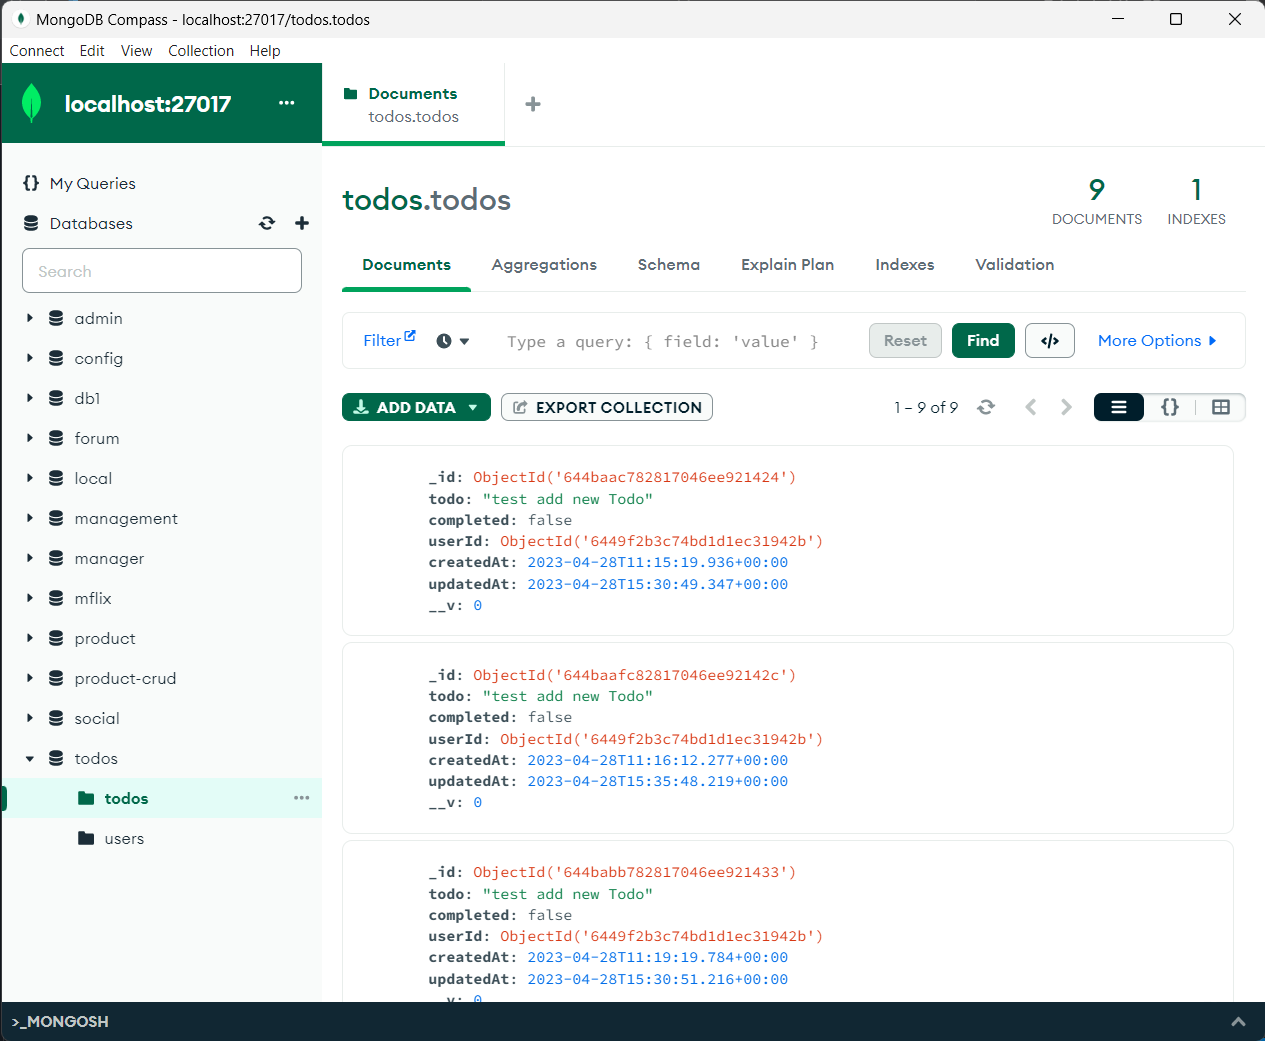 MongoDB Compass - localhost:27017/todos.todos
Connect Edit View Collection Help
localhost:27017
Documents
todos.todos
{} My Queries
Databases
Search
admin
config
db1
forum
local
management
manager
mflix
product
product-crud
social
todos
todos
users
todos.todos
9
DOCUMENTS
1
INDEXES
Documents Aggregations Schema Explain Plan Indexes Validation
Filter Type a query: { field: 'value' } Reset Find </> More Options
ADD DATA EXPORT COLLECTION 1 – 9 of 9 {}
_id: ObjectId('644baac782817046ee921424')
todo: "test add new Todo"
completed: false
userId: ObjectId('6449f2b3c74bd1d1ec31942b')
createdAt: 2023-04-28T11:15:19.936+00:00
updatedAt: 2023-04-28T15:30:49.347+00:00
__v: 0
_id: ObjectId('644baafc82817046ee92142c')
todo: "test add new Todo"
completed: false
userId: ObjectId('6449f2b3c74bd1d1ec31942b')
createdAt: 2023-04-28T11:16:12.277+00:00
updatedAt: 2023-04-28T15:35:48.219+00:00
__v: 0
_id: ObjectId('644babb782817046ee921433')
todo: "test add new Todo"
completed: false
userId: ObjectId('6449f2b3c74bd1d1ec31942b')
createdAt: 2023-04-28T11:19:19.784+00:00
updatedAt: 2023-04-28T15:30:51.216+00:00
__v: 0
>_MONGOSH